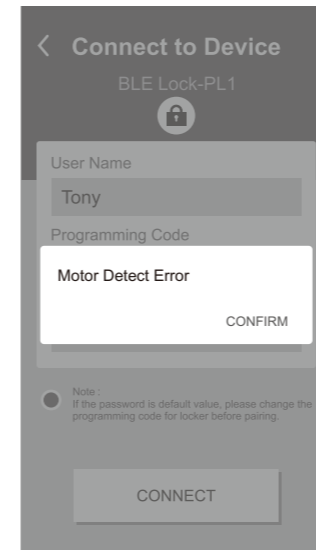 Connect to Device
BLE Lock-PL1
User Name
Tony
Programming Code
Motor Detect Error
CONFIRM
Note :
If the password is default value, please change the
programming code for locker before pairing.
CONNECT